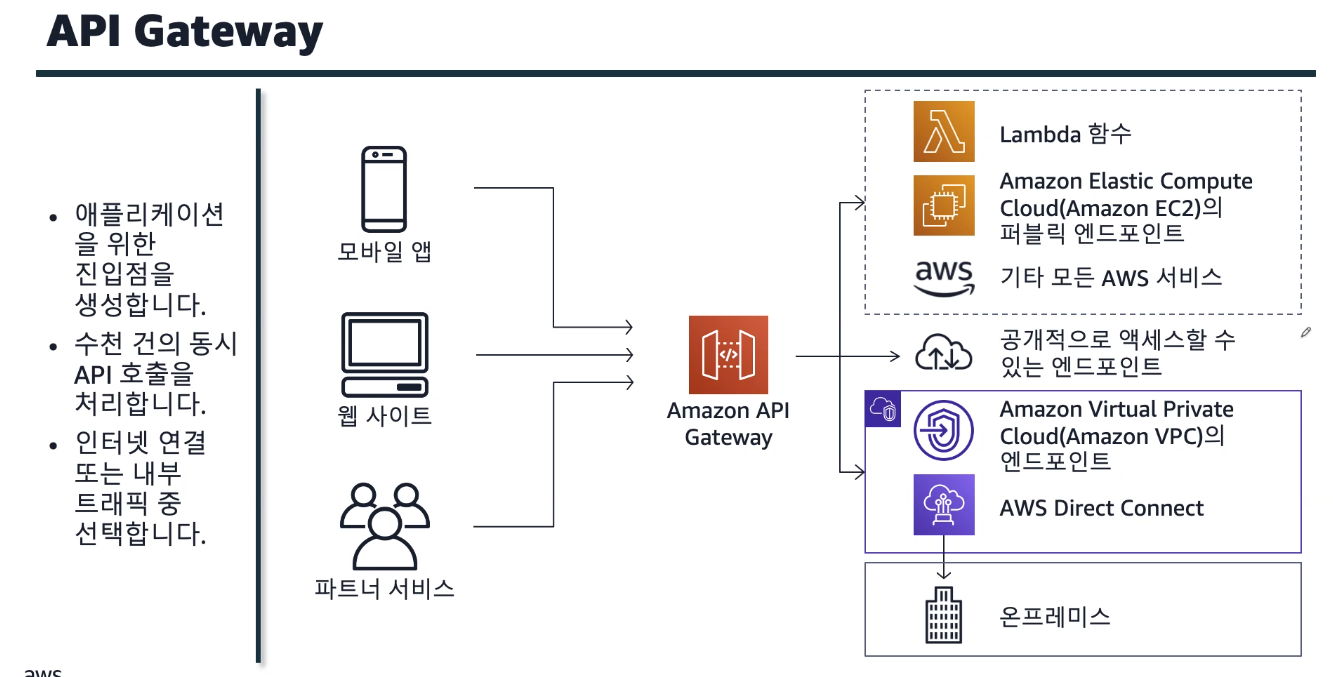 API Gateway
• 애플리케이션
을 위한
진입점을
생성합니다.
• 수천 건의 동시
API 호출을
처리합니다.
• 인터넷 연결
또는 내부
트래픽 중
선택합니다.
모바일 앱
웹 사이트
파트너 서비스
</>
Amazon API
Gateway
Lambda 함수
Amazon Elastic Compute
Cloud(Amazon EC2)의
퍼블릭 엔드포인트
aws
기타 모든 AWS 서비스
공개적으로 액세스할 수
있는 엔드포인트
Amazon Virtual Private
Cloud(Amazon VPC)의
엔드포인트
AWS Direct Connect
온프레미스
aws